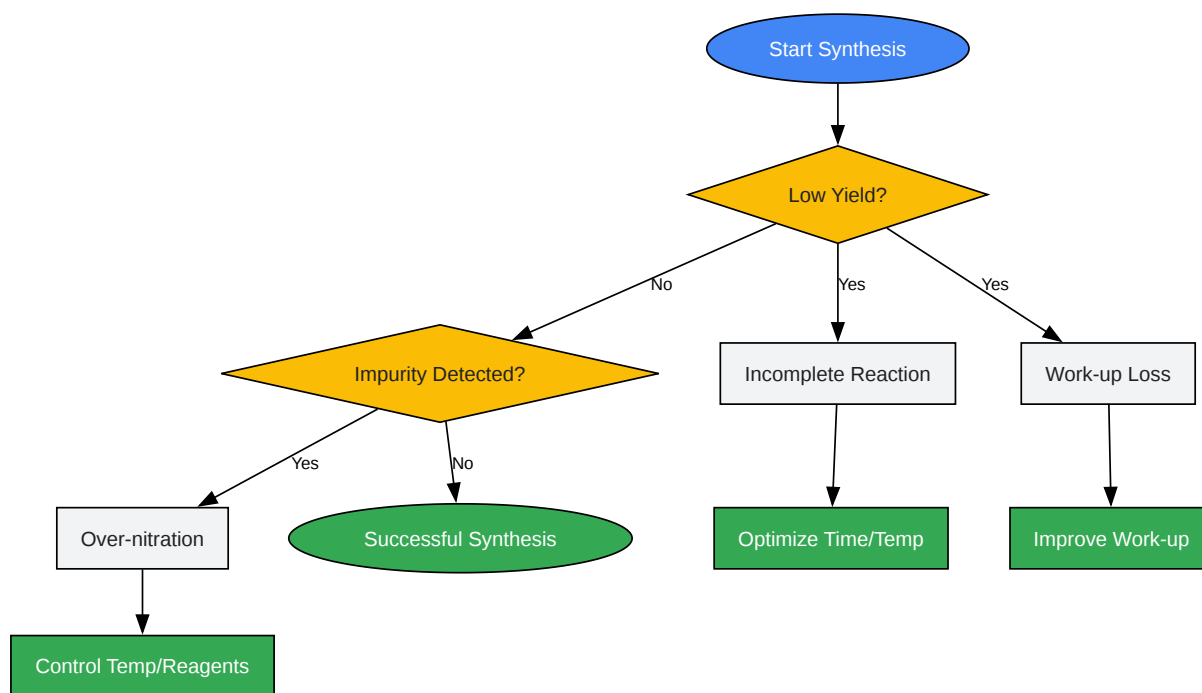 Start Synthesis
Low Yield?
No
Yes
Yes
Impurity Detected?
Incomplete Reaction
Work-up Loss
Yes
No
Over-nitration
Successful Synthesis
Optimize Time/Temp
Improve Work-up
Control Temp/Reagents